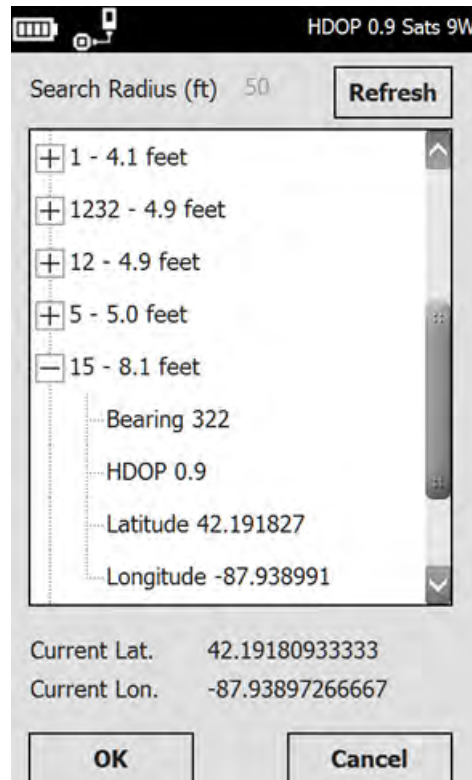 HDOP 0.9 Sats 9W
Search Radius (ft) 50 Refresh
1 - 4.1 feet
1232 - 4.9 feet
12 - 4.9 feet
5 - 5.0 feet
15 - 8.1 feet
Bearing 322
HDOP 0.9
Latitude 42.191827
Longitude -87.938991
Current Lat. 42.19180933333
Current Lon. -87.93897266667
OK Cancel